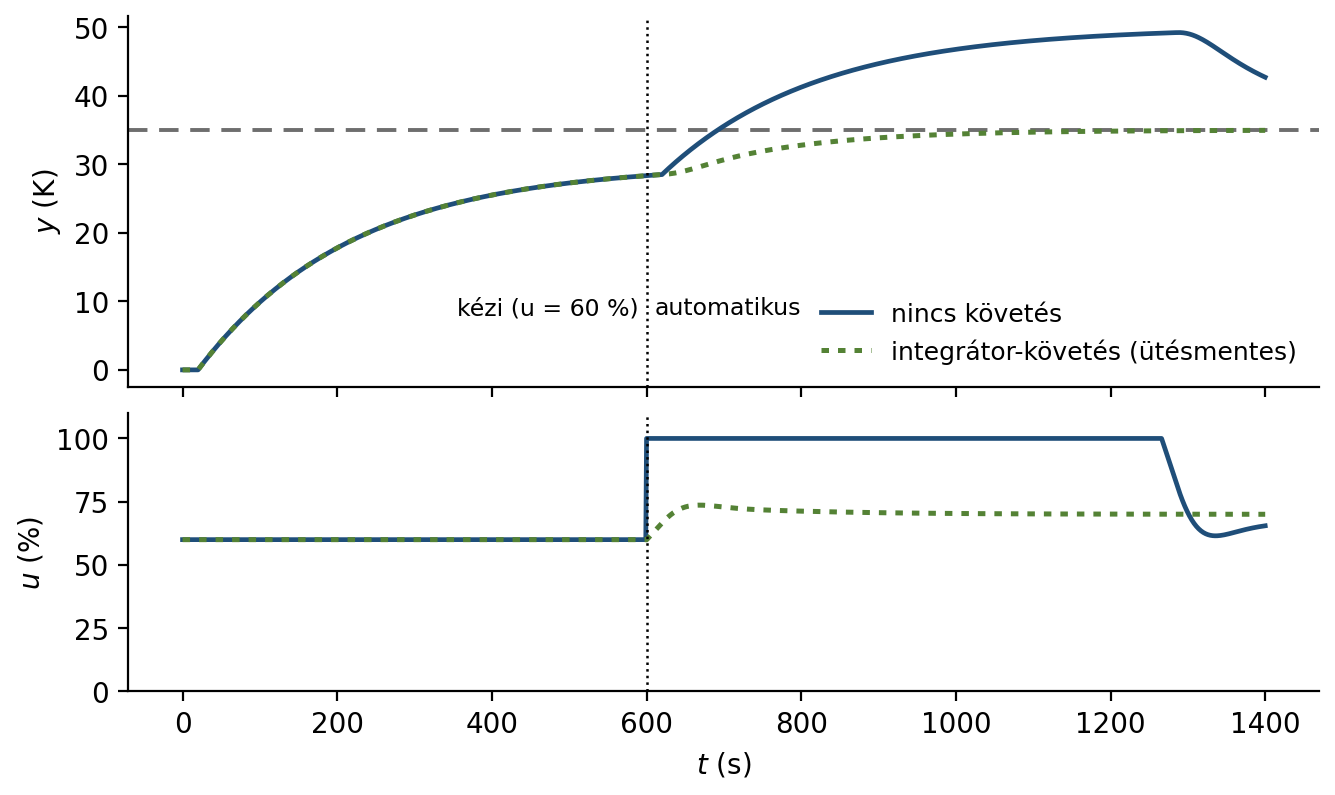 50
40
30
20
10
0
y (K)
kézi (u = 60 %)
automatikus
nincs követés
integrátor-követés (ütésmentes)
100
75
50
25
0
u (%)
0 200 400 600 800 1000 1200 1400
t (s)